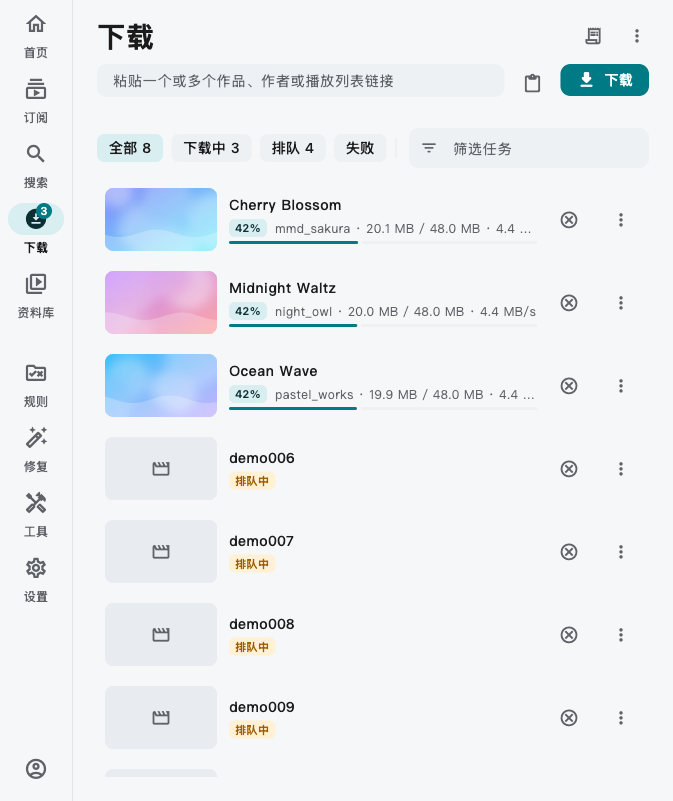 首页
订阅
搜索
3
下载
资料库
规则
修复
工具
设置
下载
粘贴一个或多个作品、作者或播放列表链接
下载
全部 8
下载中 3
排队 4
失败
筛选任务
Cherry Blossom
42% mmd_sakura · 20.1 MB / 48.0 MB · 4.4 ...
Midnight Waltz
42% night_owl · 20.0 MB / 48.0 MB · 4.4 MB/s
Ocean Wave
42% pastel_works · 19.9 MB / 48.0 MB · 4.4 ...
demo006
排队中
demo007
排队中
demo008
排队中
demo009
排队中